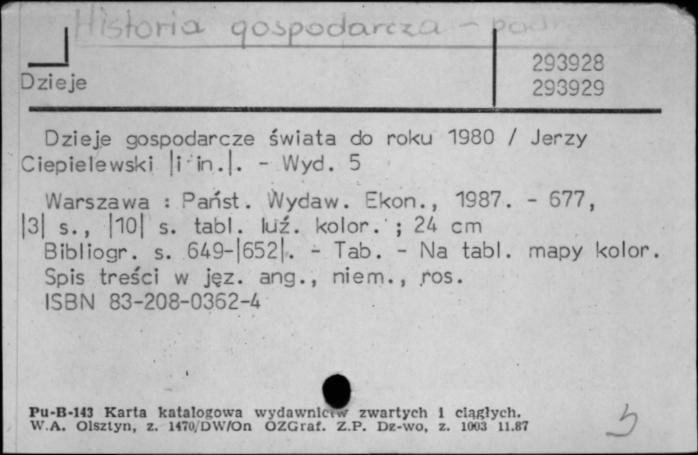 Historia gospodarcza -
293928
Dzieje
293929
Dzieje gospodarcze świata do roku 1980 / Jerzy
Ciepielewski |i in.|. - Wyd. 5
Warszawa : Państ. Wydaw. Ekon., 1987. - 677,
|3| s., |10| s. tabl. luź. kolor. ; 24 cm
Bibliogr. s. 649-|652|. - Tab. - Na tabl. mapy kolor.
Spis treści w jęz. ang., niem., ros.
ISBN 83-208-0362-4
Pu-B-143 Karta katalogowa wydawnictw zwartych i ciągłych.
W.A. Olsztyn, z. 1470/DW/On OZGraf. Z.P. Dz-wo, z. 1003 11.87